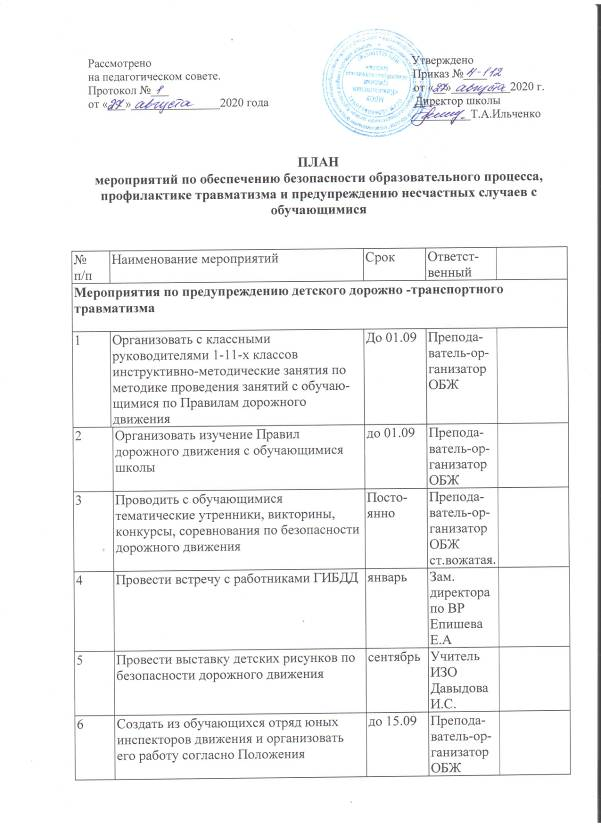 Рассмотрено
на педагогическом совете.
Протокол № 1
от «27» августа 2020 года
Утверждено
Приказ № 4-112
от «27» августа 2020 г.
Директор школы
Т.А.Ильченко
ПЛАН
мероприятий по обеспечению безопасности образовательного процесса,
профилактике травматизма и предупреждению несчастных случаев с
обучающимися
№
п/п
Наименование мероприятий
Срок
Ответст-
венный
Мероприятия по предупреждению детского дорожно -транспортного
травматизма
1
Организовать с классными
руководителями 1-11-х классов
инструктивно-методические занятия по
методике проведения занятий с обучаю-
щимися по Правилам дорожного
движения
До 01.09
Препода-
ватель-ор-
ганизатор
ОБЖ
2
Организовать изучение Правил
дорожного движения с обучающимися
школы
до 01.09
Препода-
ватель-ор-
ганизатор
ОБЖ
3
Проводить с обучающимися
тематические утренники, викторины,
конкурсы, соревнования по безопасности
дорожного движения
Посто-
янно
Препода-
ватель-ор-
ганизатор
ОБЖ
ст.вожатая.
4
Провести встречу с работниками ГИБДД
январь
Зам.
директора
по ВР
Епишева
Е.А
5
Провести выставку детских рисунков по
безопасности дорожного движения
сентябрь
Учитель
ИЗО
Давыдова
И.С.
6
Создать из обучающихся отряд юных
инспекторов движения и организовать
его работу согласно Положения
до 15.09
Препода-
ватель-ор-
ганизатор
ОБЖ